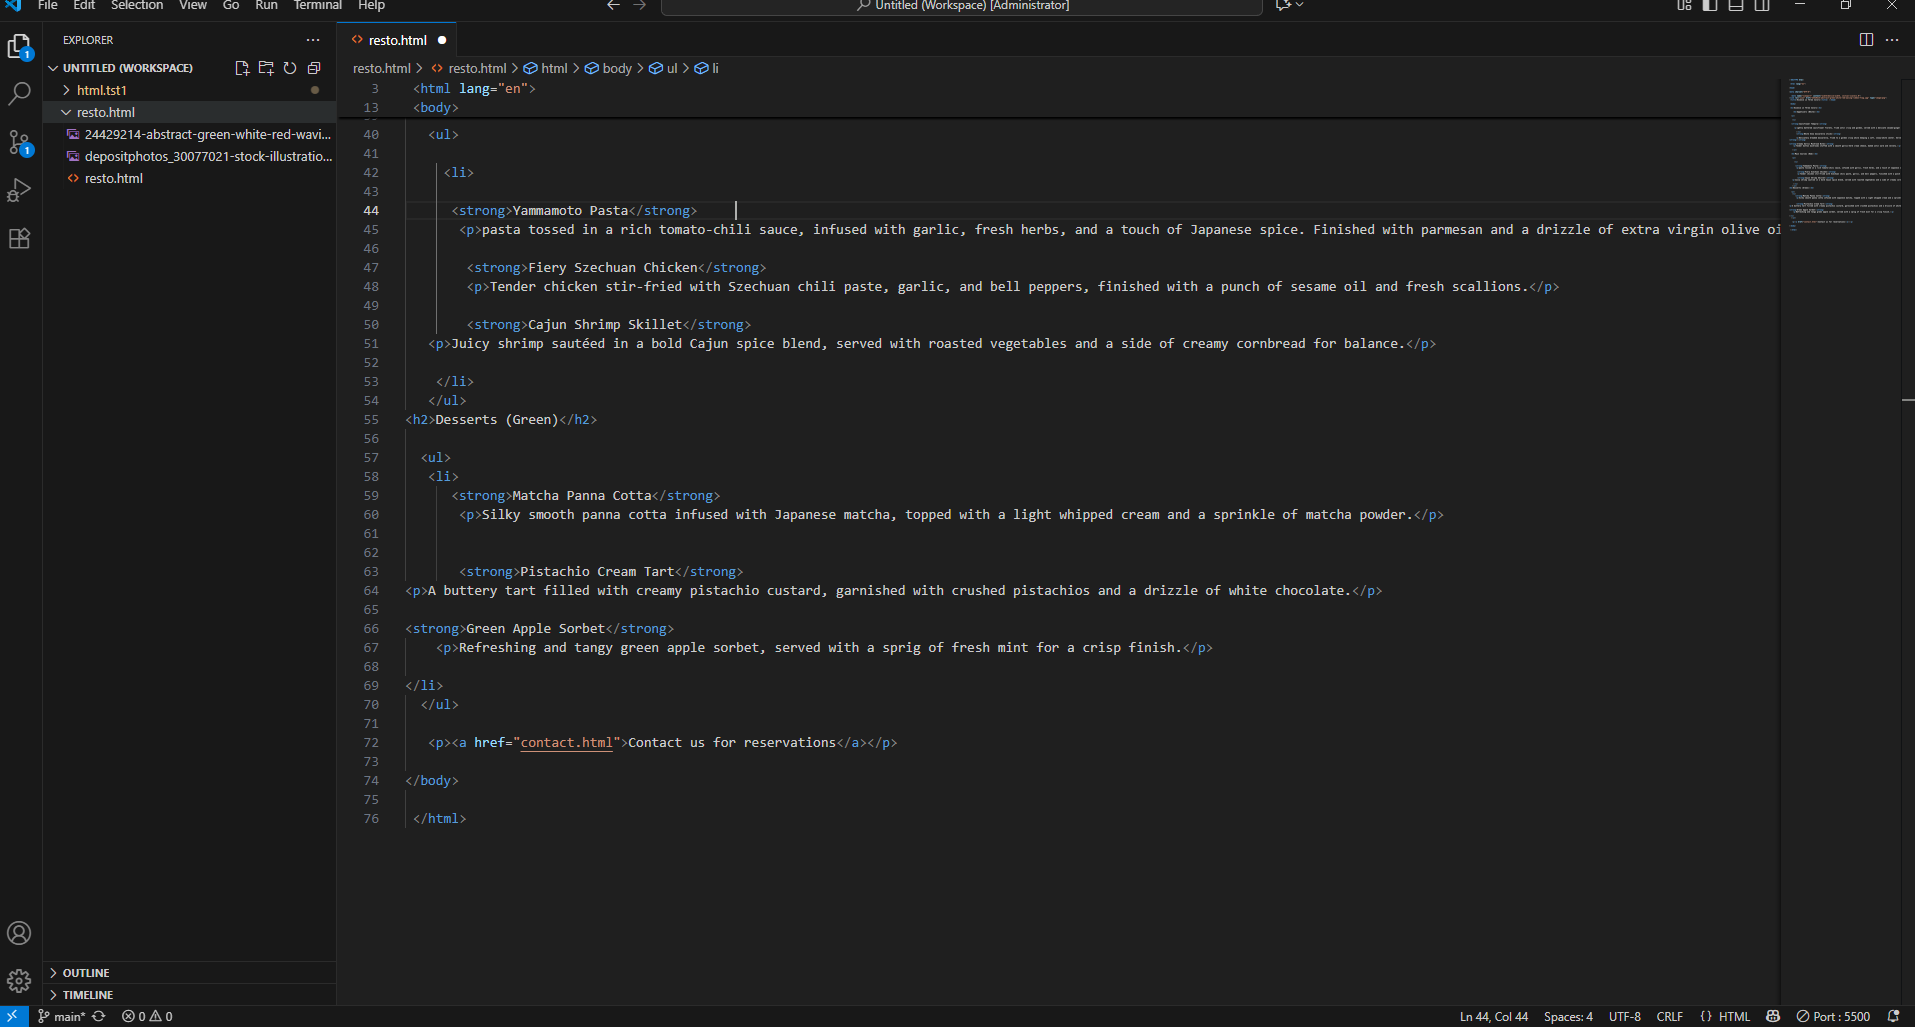 File Edit Selection View Go Run Terminal Help
Untitled (Workspace) [Administrator]
EXPLORER
UNTITLED (WORKSPACE)
html.tst1
resto.html
24429214-abstract-green-white-red-wavi...
depositphotos_30077021-stock-illustratio...
resto.html
OUTLINE
TIMELINE
resto.html
resto.html > resto.html > html > body > ul > li
3 <html lang="en">
13 <body>
40 <ul>
41
42 <li>
43
44 <strong>Yammamoto Pasta</strong>
45 <p>pasta tossed in a rich tomato-chili sauce, infused with garlic, fresh herbs, and a touch of Japanese spice. Finished with parmesan and a drizzle of extra virgin olive oi
46
47 <strong>Fiery Szechuan Chicken</strong>
48 <p>Tender chicken stir-fried with Szechuan chili paste, garlic, and bell peppers, finished with a punch of sesame oil and fresh scallions.</p>
49
50 <strong>Cajun Shrimp Skillet</strong>
51 <p>Juicy shrimp sautéed in a bold Cajun spice blend, served with roasted vegetables and a side of creamy cornbread for balance.</p>
52
53 </li>
54 </ul>
55 <h2>Desserts (Green)</h2>
56
57 <ul>
58 <li>
59 <strong>Matcha Panna Cotta</strong>
60 <p>Silky smooth panna cotta infused with Japanese matcha, topped with a light whipped cream and a sprinkle of matcha powder.</p>
61
62
63 <strong>Pistachio Cream Tart</strong>
64 <p>A buttery tart filled with creamy pistachio custard, garnished with crushed pistachios and a drizzle of white chocolate.</p>
65
66 <strong>Green Apple Sorbet</strong>
67 <p>Refreshing and tangy green apple sorbet, served with a sprig of fresh mint for a crisp finish.</p>
68
69 </li>
70 </ul>
71
72 <p><a href="contact.html">Contact us for reservations</a></p>
73
74 </body>
75
76 </html>
1
1
main* 0 0
Ln 44, Col 44 Spaces: 4 UTF-8 CRLF {} HTML Port : 5500